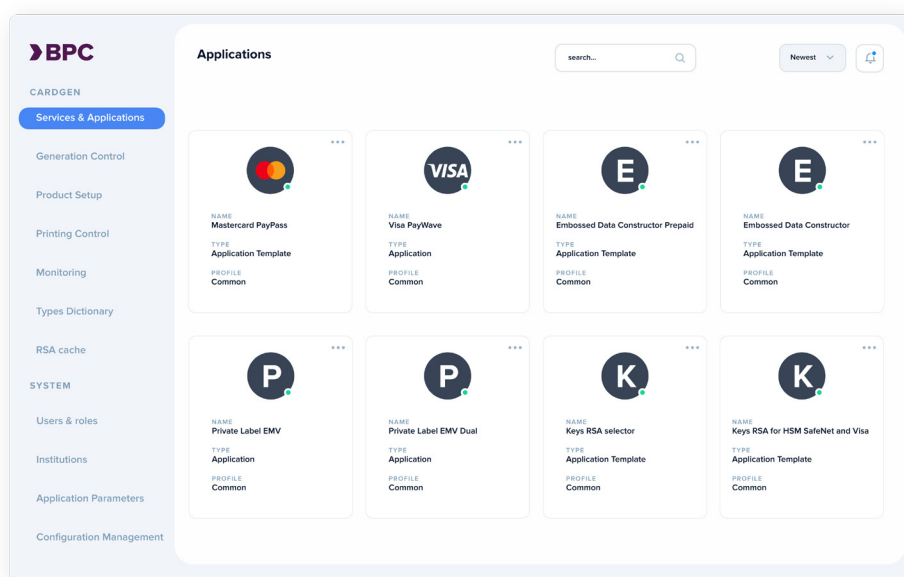 BPC
CARDGEN
Services & Applications
Generation Control
Product Setup
Printing Control
Monitoring
Types Dictionary
RSA cache
SYSTEM
Users & roles
Institutions
Application Parameters
Configuration Management
Applications
search...
Newest
NAME
Mastercard PayPass
TYPE
Application Template
PROFILE
Common
VISA
NAME
Visa PayWave
TYPE
Application
PROFILE
Common
E
NAME
Embossed Data Constructor Prepaid
TYPE
Application Template
PROFILE
Common
E
NAME
Embossed Data Constructor
TYPE
Application Template
PROFILE
Common
P
NAME
Private Label EMV
TYPE
Application
PROFILE
Common
P
NAME
Private Label EMV Dual
TYPE
Application
PROFILE
Common
K
NAME
Keys RSA selector
TYPE
Application Template
PROFILE
Common
K
NAME
Keys RSA for HSM SafeNet and Visa
TYPE
Application Template
PROFILE
Common